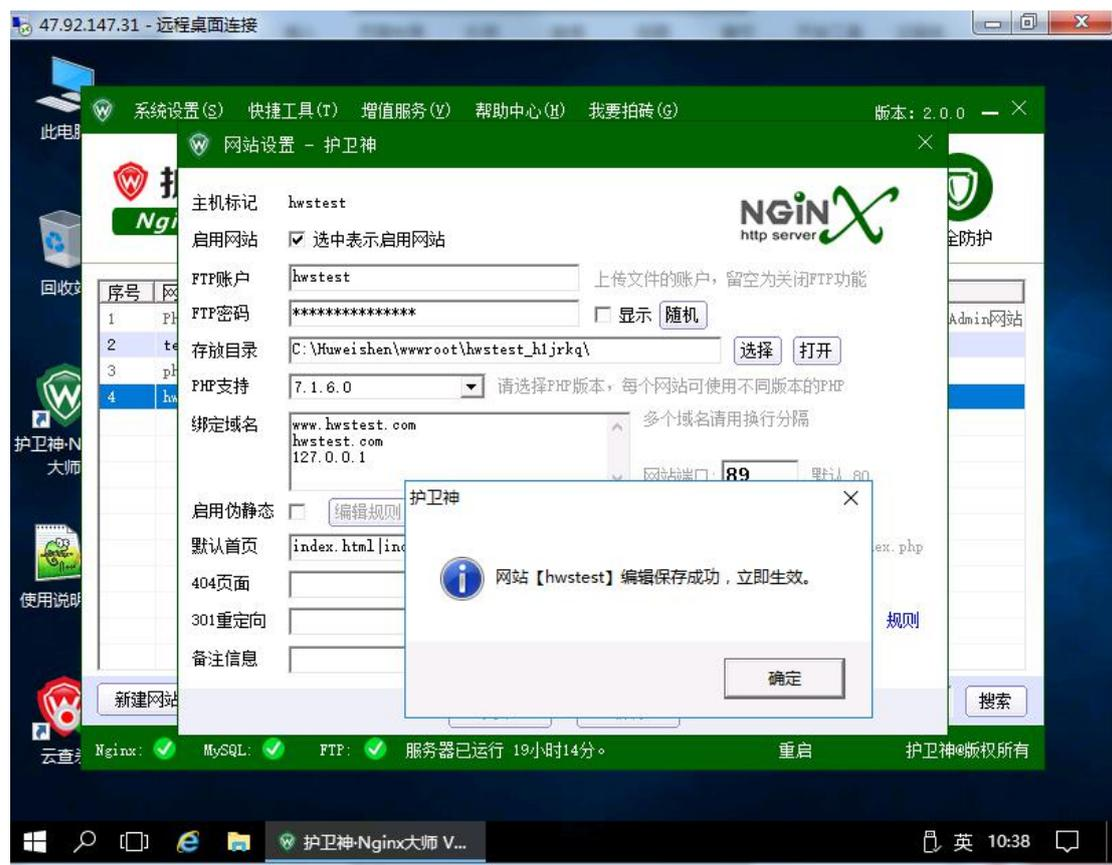 47.92.147.31 - 远程桌面连接
此电脑
系统设置(S) 快捷工具(T) 增值服务(V) 帮助中心(H) 我要拍砖(G) 版本: 2.0.0
网站设置 - 护卫神
主机标记 hwstest
NGiNX
http server
启用网站 选中表示启用网站
全防护
回收站
FTP账户 hwstest 上传文件的账户，留空为关闭FTP功能
序号
FTP密码 *************** 显示 随机
1 Admin网站
存放目录 C:\Huweishen\wwwroot\hwstest_h1jrkq\ 选择 打开
2 te
3 ph
PHP支持 7.1.6.0 请选择PHP版本，每个网站可使用不同版本的PHP
4 hw
绑定域名 www.hwstest.com
hwstest.com
127.0.0.1
多个域名请用换行分隔
网站端口: 89 默认 80
护卫神·N
大师
启用伪静态 编辑规则
护卫神
默认首页 index.html|ind
ex.php
404页面
网站【hwstest】编辑保存成功，立即生效。
使用说明
301重定向 规则
备注信息
确定
新建网站 搜索
云查杀
Nginx: MySQL: FTP: 服务器已运行 19小时14分。 重启 护卫神®版权所有
护卫神·Nginx大师 V...
英 10:38